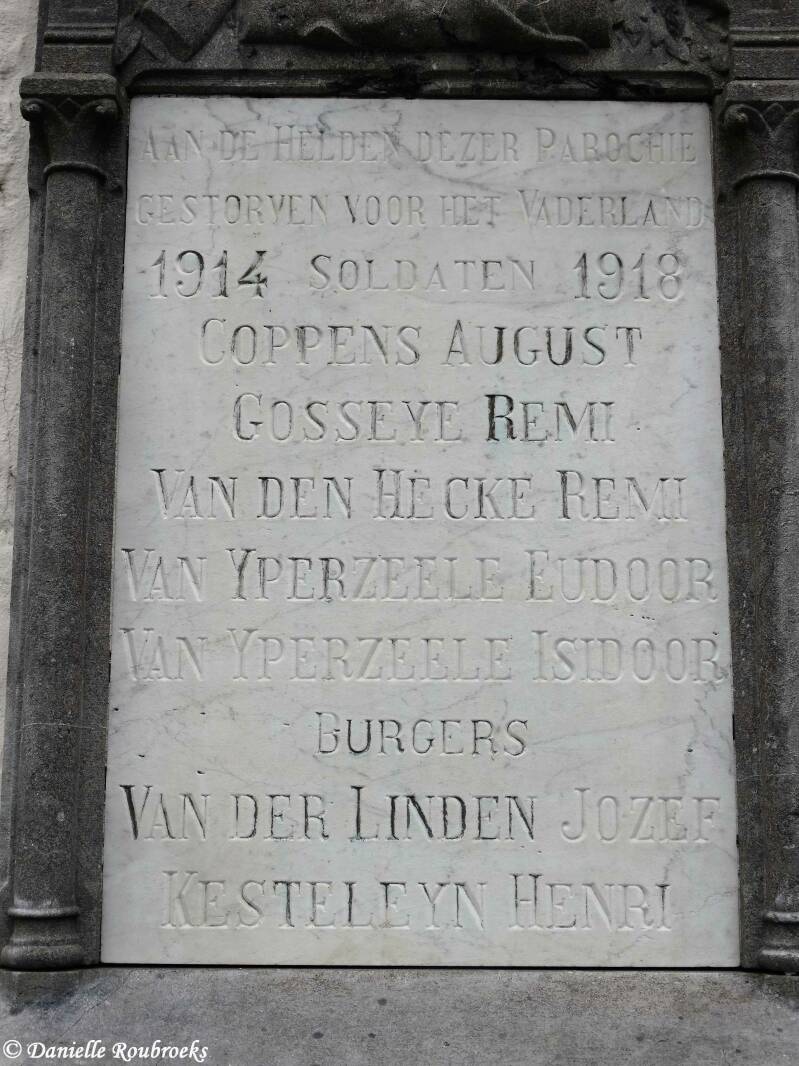 Aan de Helden dezer Parochie
gestorven voor het Vaderland
1914 Soldaten 1918
Coppens August
Gosseye Remi
Van den Hecke Remi
Van Yperzeele Eudoor
Van Yperzeele Isidoor
Burgers
Van der Linden Jozef
Kesteleyn Henri
© Danielle Roubroeks